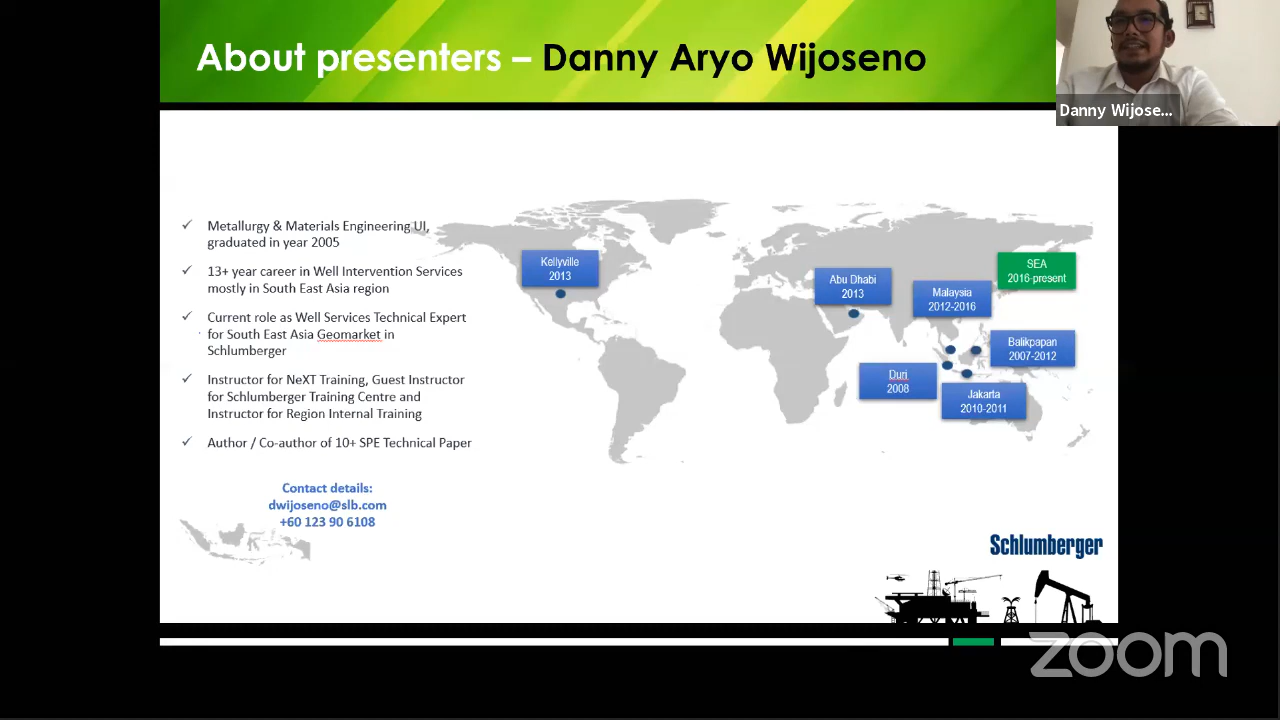 About presenters – Danny Aryo Wijoseno
Danny Wijose...
Metallurgy & Materials Engineering UI,
graduated in year 2005
13+ year career in Well Intervention Services
mostly in South East Asia region
Current role as Well Services Technical Expert
for South East Asia Geomarket in
Schlumberger
Instructor for NeXT Training, Guest Instructor
for Schlumberger Training Centre and
Instructor for Region Internal Training
Author / Co-author of 10+ SPE Technical Paper
Contact details:
dwijoseno@slb.com
+60 123 90 6108
Kellyville
2013
Abu Dhabi
2013
Malaysia
2012-2016
SEA
2016-present
Balikpapan
2007-2012
Duri
2008
Jakarta
2010-2011
Schlumberger
zoom